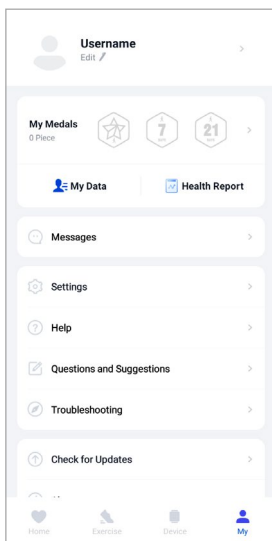 Username
Edit
My Medals
0 Piece
7
21
My Data
Health Report
Messages
Settings
Help
Questions and Suggestions
Troubleshooting
Check for Updates
Home
Exercise
Device
My